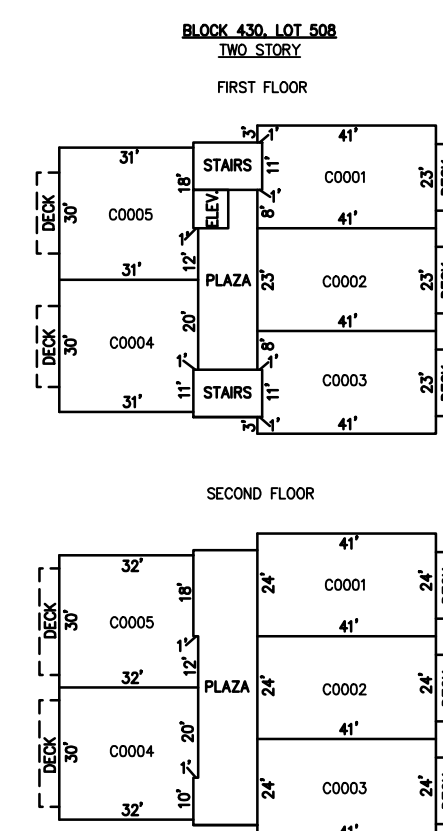 BLOCK 430, LOT 508
TWO STORY
FIRST FLOOR
3' 1' 41'
31' STAIRS 11' C0001 23'
18' 1'
DECK 30' C0005 ELEV. 8' 41'
1'
31' 12' PLAZA 23' C0002 23'
20' 41'
DECK 30' C0004 8'
1' 1' C0003 23'
11' STAIRS 11'
31' 3' 1' 41'
SECOND FLOOR
41'
32' 24' C0001 24'
18'
DECK 30' C0005 41'
1'
32' 12' PLAZA 24' C0002 24'
20' 41'
DECK 30' C0004
1' 24' C0003 24'
32' 10'
41'